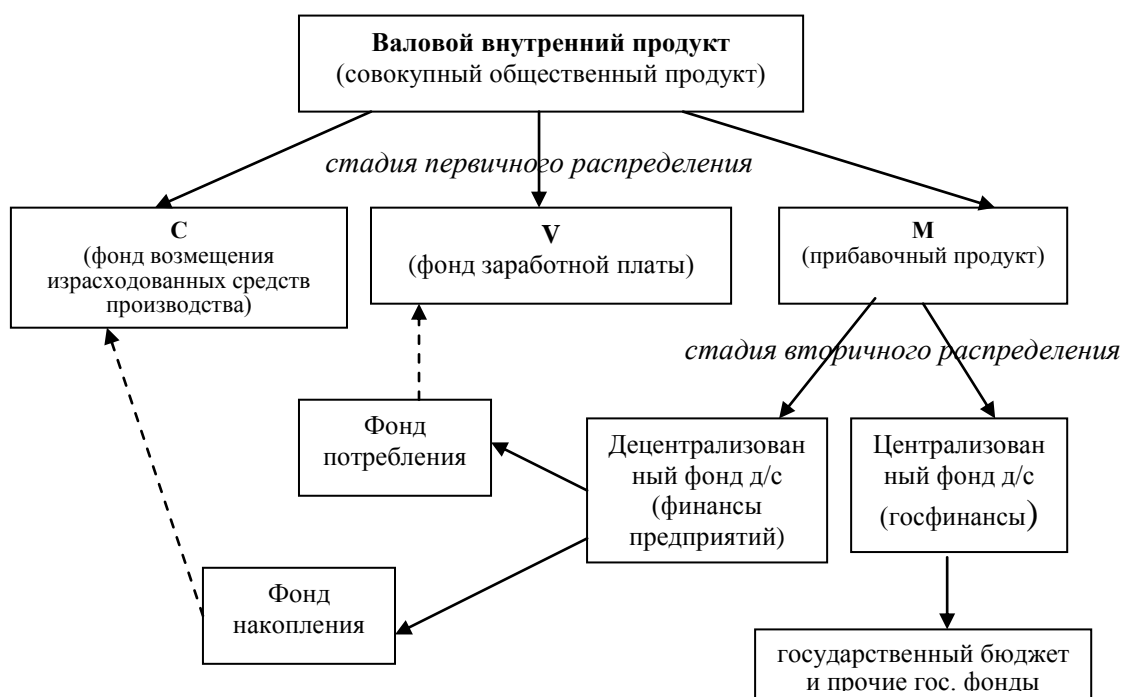 Валовой внутренний продукт
(совокупный общественный продукт)
стадия первичного распределения
С
(фонд возмещения
израсходованных средств
производства)
V
(фонд заработной платы)
М
(прибавочный продукт)
стадия вторичного распределения
Фонд
потребления
Децентрализован
ный фонд д/с
(финансы
предприятий)
Централизован
ный фонд д/с
(госфинансы)
Фонд
накопления
государственный бюджет
и прочие гос. фонды